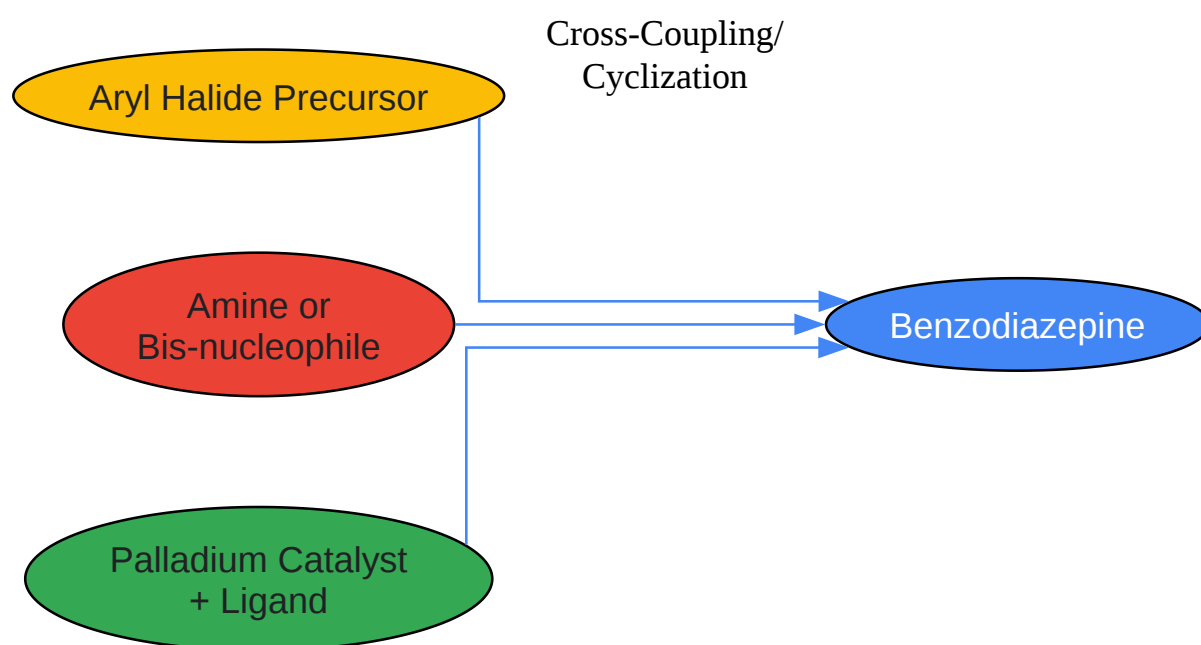 Cross-Coupling/
Cyclization
Aryl Halide Precursor
Amine or
Bis-nucleophile
Benzodiazepine
Palladium Catalyst
+ Ligand